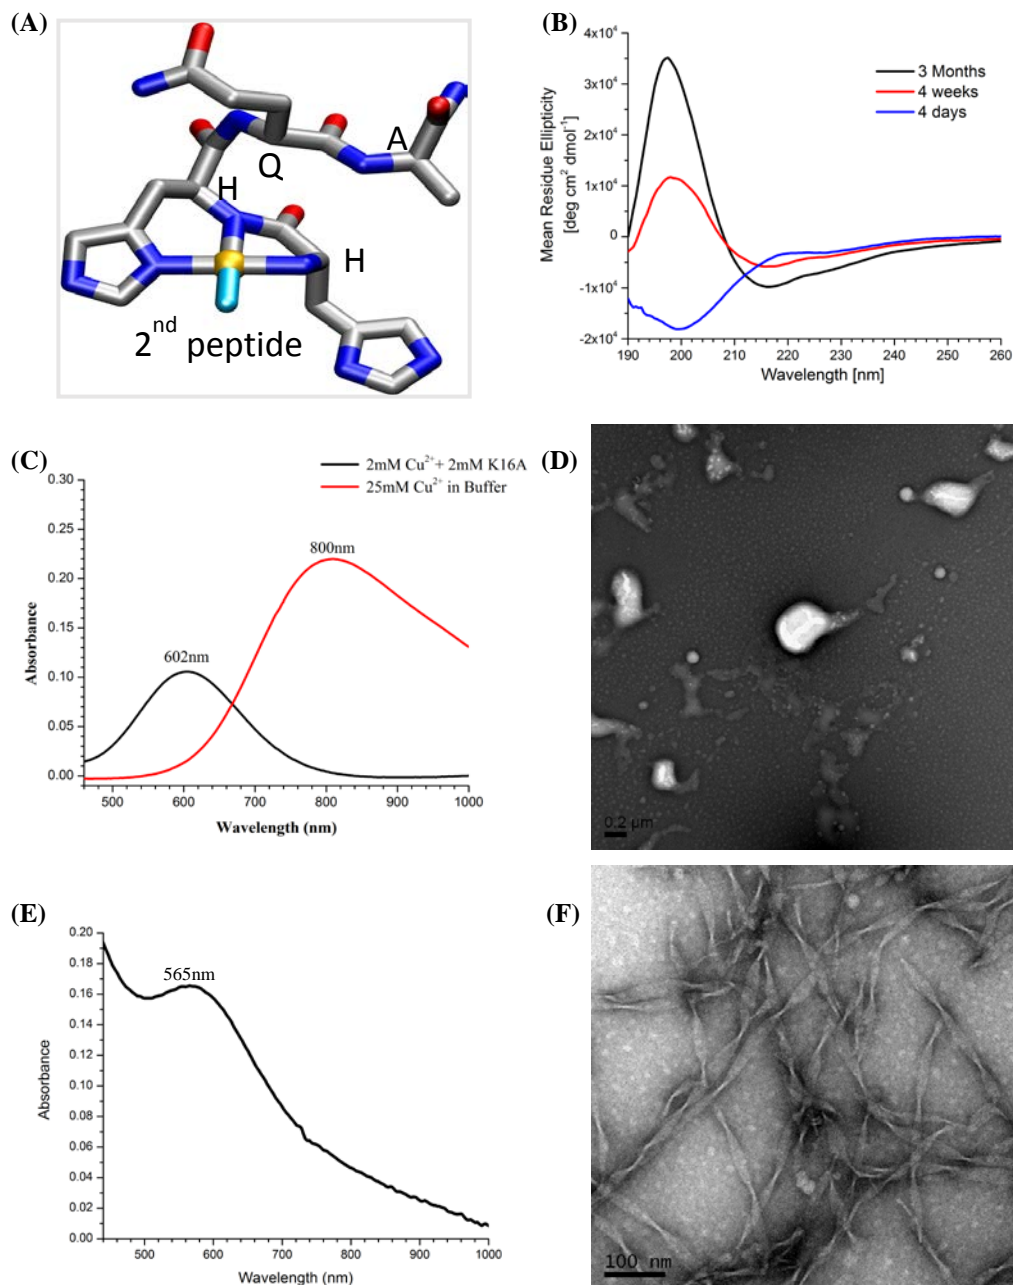 (A)
Q
A
H
H
2nd peptide
(B)
Mean Residue Ellipticity
[deg cm² dmol⁻¹]
4x10⁴
3x10⁴
2x10⁴
1x10⁴
0
-1x10⁴
-2x10⁴
3 Months
4 weeks
4 days
190 200 210 220 230 240 250 260
Wavelength [nm]
(C)
2mM Cu²⁺+ 2mM K16A
25mM Cu²⁺ in Buffer
Absorbance
0.30
0.25
0.20
0.15
0.10
0.05
0.00
800nm
602nm
500 600 700 800 900 1000
Wavelength (nm)
(D)
0.2 µm
(E)
Absorbance
0.20
0.18
0.16
0.14
0.12
0.10
0.08
0.06
0.04
0.02
0.00
565nm
500 600 700 800 900 1000
Wavelength (nm)
(F)
100 nm